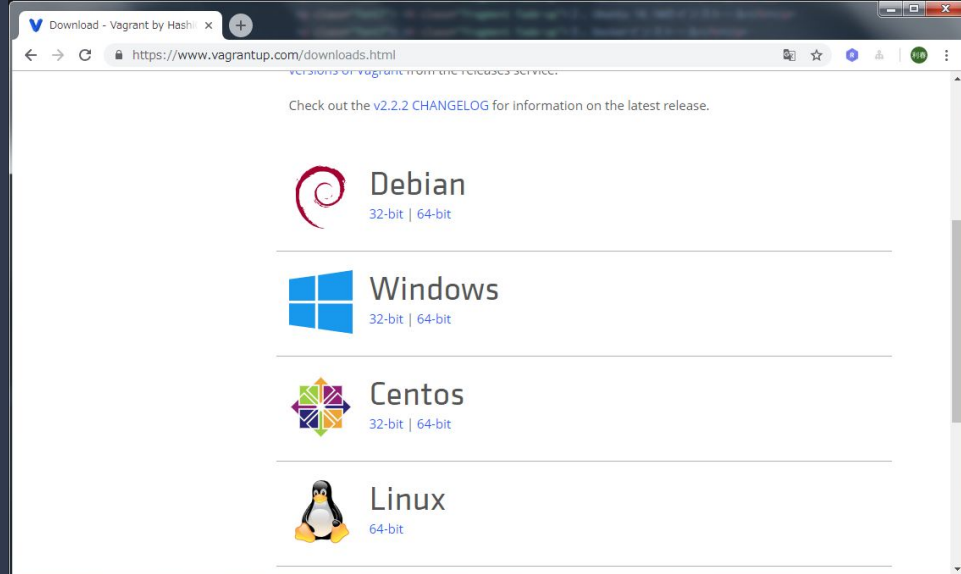 Download - Vagrant by Hashi
https://www.vagrantup.com/downloads.html
versions of Vagrant from the releases service.
Check out the v2.2.2 CHANGELOG for information on the latest release.
Debian
32-bit | 64-bit
Windows
32-bit | 64-bit
Centos
32-bit | 64-bit
Linux
64-bit